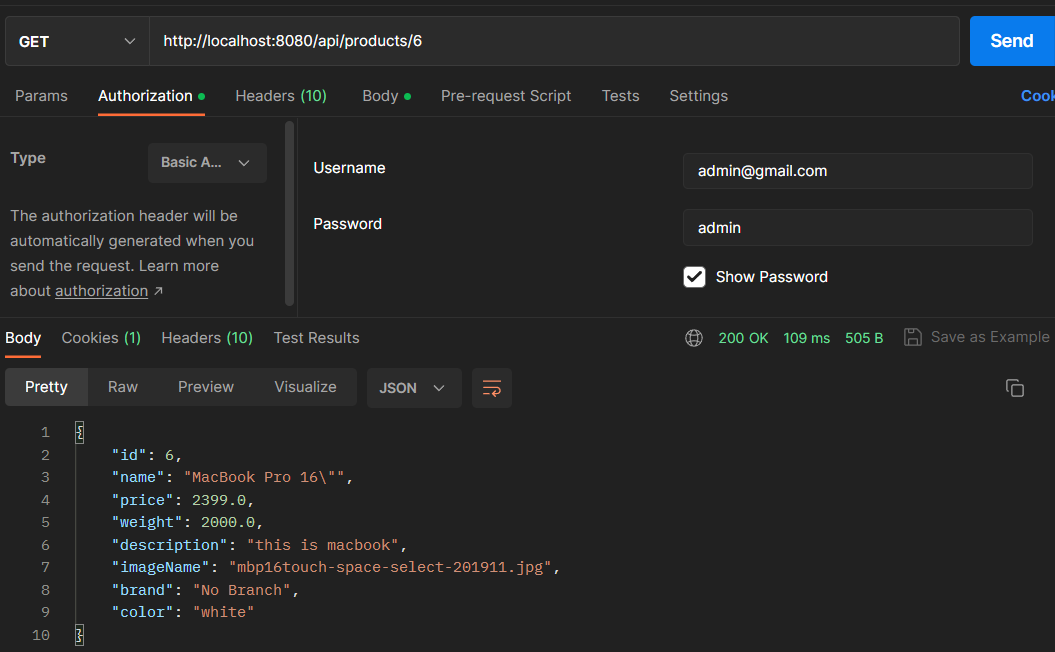 GET http://localhost:8080/api/products/6 Send
Params Authorization Headers (10) Body Pre-request Script Tests Settings Cook
Type Basic A...
The authorization header will be
automatically generated when you
send the request. Learn more
about authorization ↗
Username admin@gmail.com
Password admin
Show Password
Body Cookies (1) Headers (10) Test Results 200 OK 109 ms 505 B Save as Example
Pretty Raw Preview Visualize JSON
1 {
2 "id": 6,
3 "name": "MacBook Pro 16\"",
4 "price": 2399.0,
5 "weight": 2000.0,
6 "description": "this is macbook",
7 "imageName": "mbp16touch-space-select-201911.jpg",
8 "brand": "No Branch",
9 "color": "white"
10 }